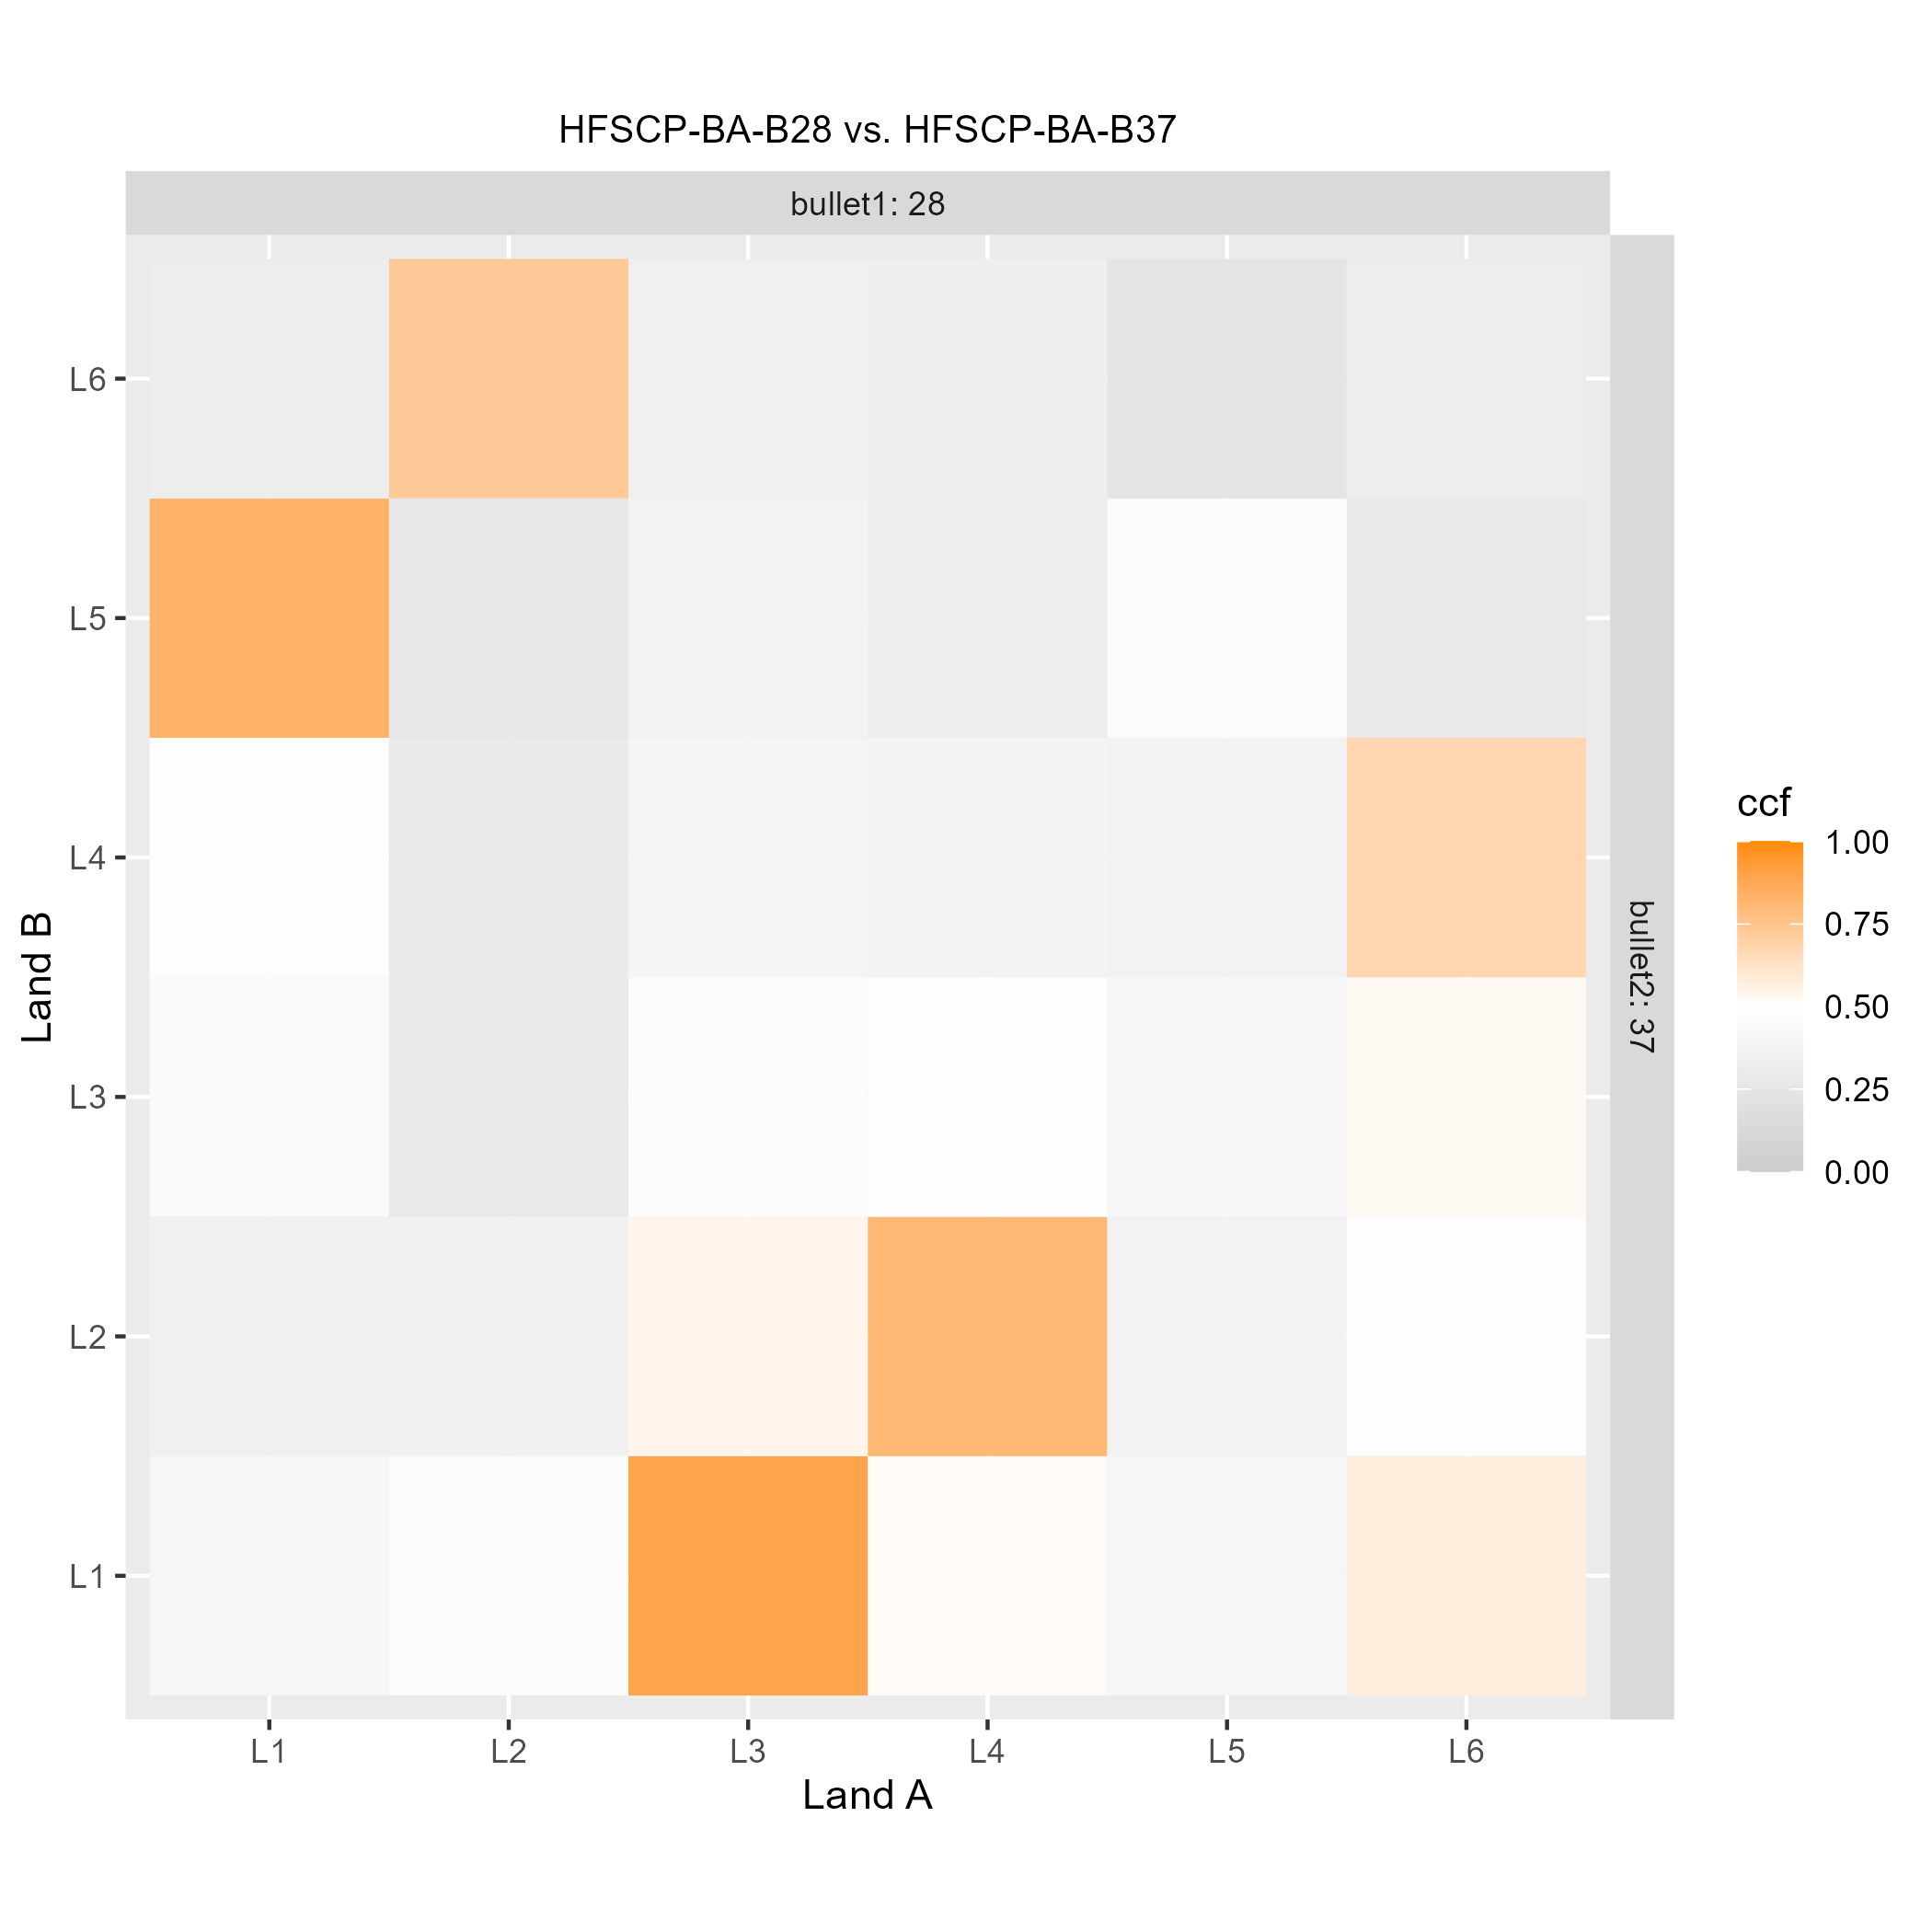 HFSCP-BA-B28 vs. HFSCP-BA-B37
bullet1: 28
bullet2: 37
Land B
L6
L5
L4
L3
L2
L1
L1 L2 L3 L4 L5 L6
Land A
ccf
1.00
0.75
0.50
0.25
0.00